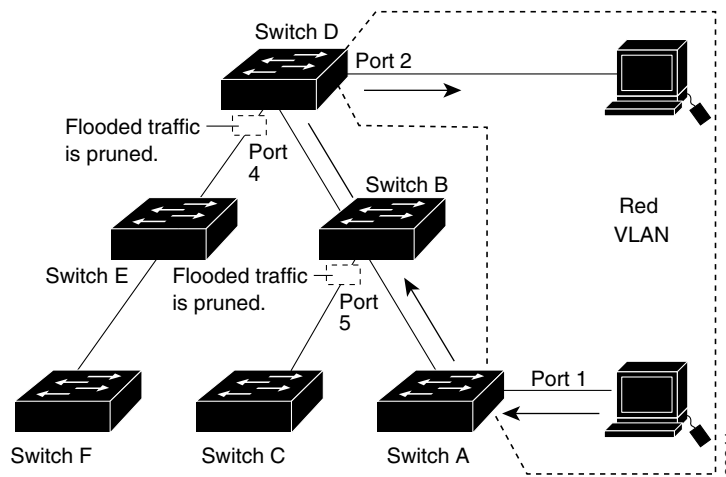 Switch D
Port 2
Flooded traffic
is pruned.
Port
4
Switch B
Red
VLAN
Switch E
Flooded traffic
is pruned.
Port
5
Port 1
Switch F
Switch C
Switch A